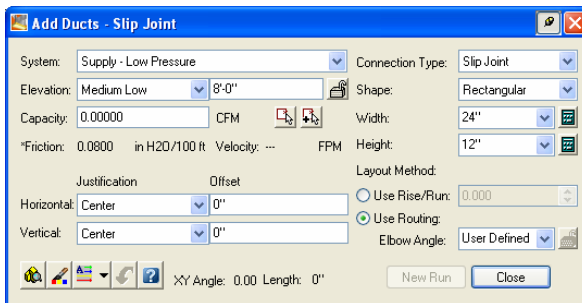 Add Ducts - Slip Joint
System: Supply - Low Pressure Connection Type: Slip Joint
Elevation: Medium Low 8'-0" Shape: Rectangular
Capacity: 0.00000 CFM Width: 24"
*Friction: 0.0800 in H2O/100 ft Velocity: --- FPM Height: 12"
Layout Method:
Justification Offset
Use Rise/Run: 0.000
Horizontal: Center 0" Use Routing:
Vertical: Center 0" Elbow Angle: User Defined
XY Angle: 0.00 Length: 0" New Run Close